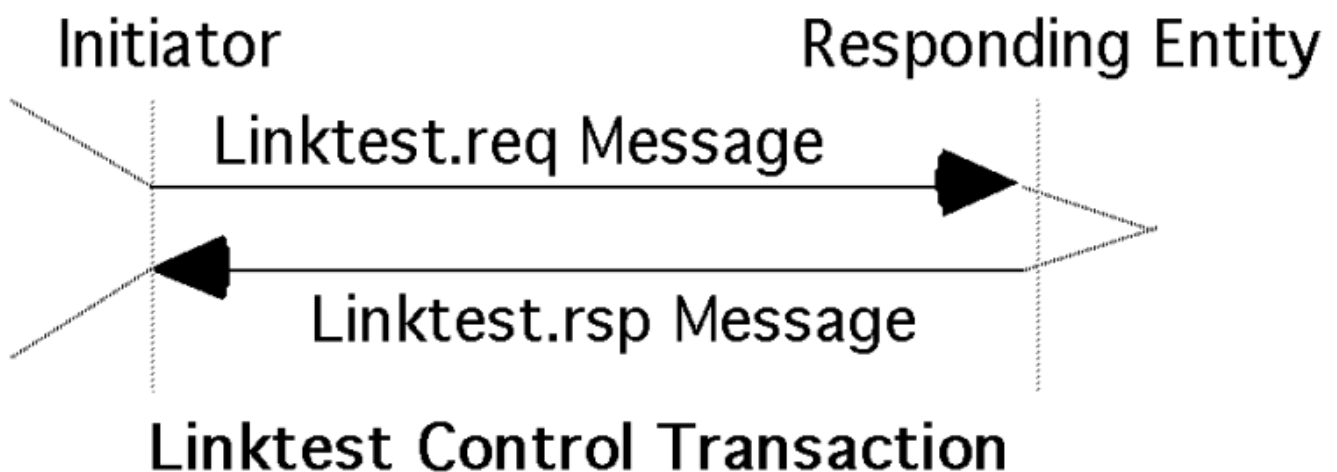 Initiator
Responding Entity
Linktest.req Message
Linktest.rsp Message
Linktest Control Transaction